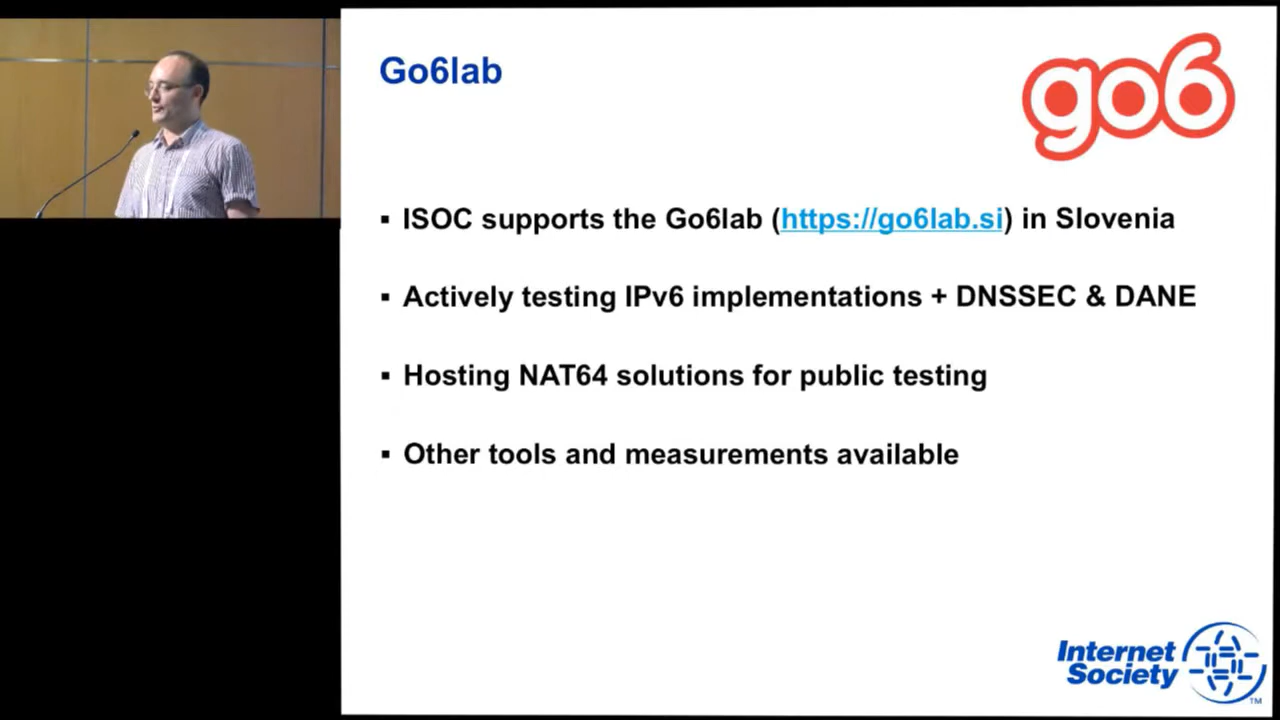 Go6lab
go6
▪ ISOC supports the Go6lab (https://go6lab.si) in Slovenia
▪ Actively testing IPv6 implementations + DNSSEC & DANE
▪ Hosting NAT64 solutions for public testing
▪ Other tools and measurements available
Internet
Society
TM